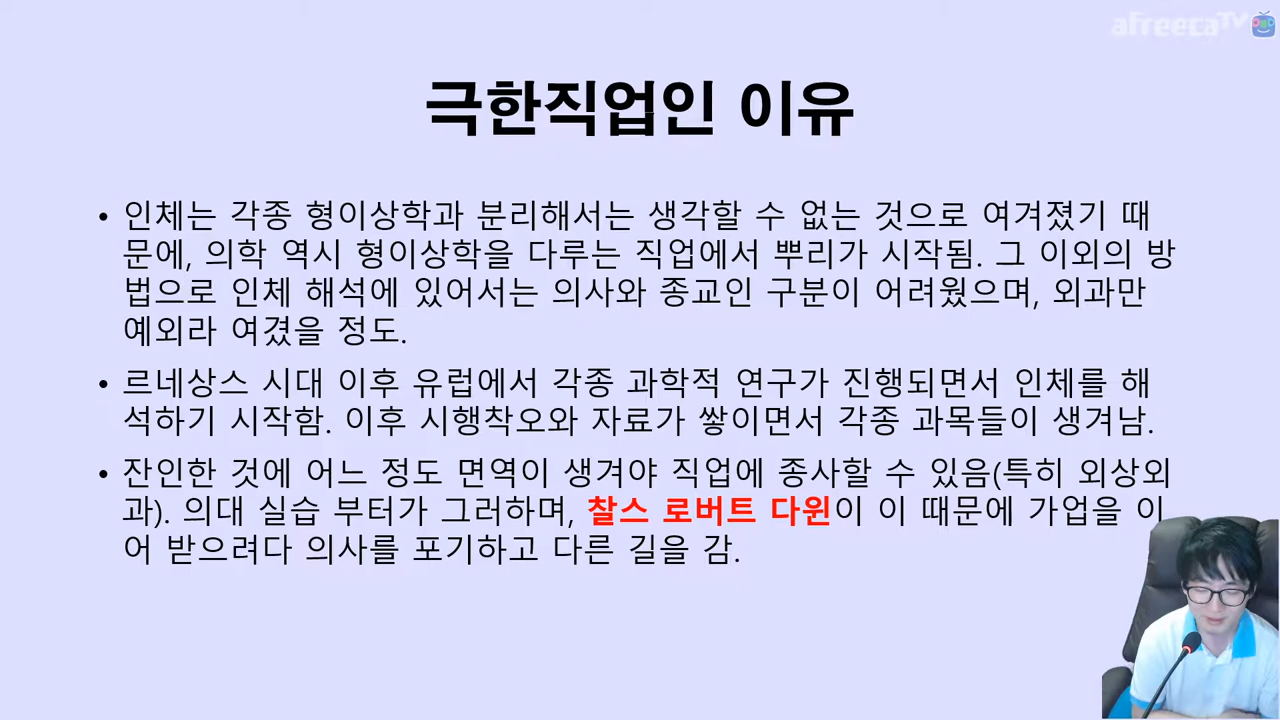 afreecaTV
극한직업인 이유
• 인체는 각종 형이상학과 분리해서는 생각할 수 없는 것으로 여겨졌기 때
문에, 의학 역시 형이상학을 다루는 직업에서 뿌리가 시작됨. 그 이외의 방
법으로 인체 해석에 있어서는 의사와 종교인 구분이 어려웠으며, 외과만
예외라 여겼을 정도.
• 르네상스 시대 이후 유럽에서 각종 과학적 연구가 진행되면서 인체를 해
석하기 시작함. 이후 시행착오와 자료가 쌓이면서 각종 과목들이 생겨남.
• 잔인한 것에 어느 정도 면역이 생겨야 직업에 종사할 수 있음(특히 외상외
과). 의대 실습 부터가 그러하며, 찰스 로버트 다윈이 이 때문에 가업을 이
어 받으려다 의사를 포기하고 다른 길을 감.